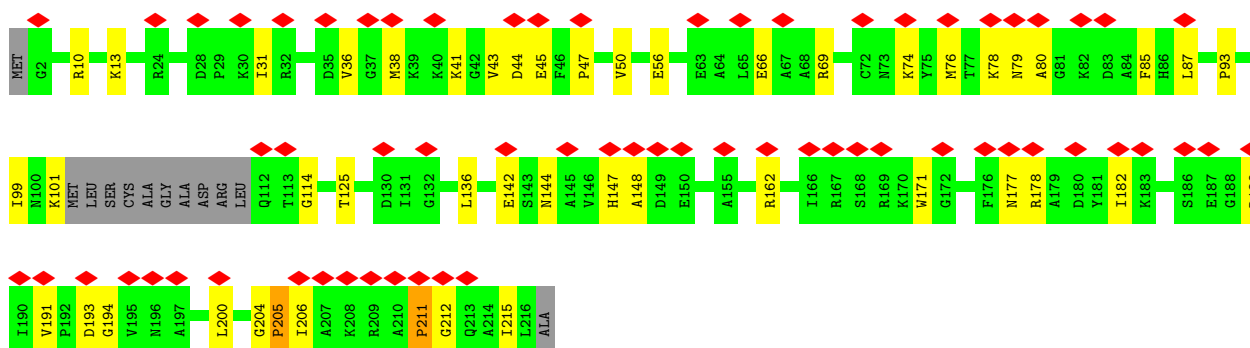 MET G2 R10 K13 R24 D28 P29 K30 I31 R32 D35 V36 G37 M38 K39 K40 K41 G42 V43 D44 E45 F46 P47 V50 E56 E63 A64 L65 E66 A67 A68 R69 C72 N73 K74 Y75 M76 T77 K78 N79 A80 G81 K82 D83 A84 F85 H86 L87 P93
I99 N100 K101 MET LEU SER CYS ALA GLY ALA ASP ARG LEU Q112 T113 G114 T125 D130 I131 G132 L136 E142 S143 N144 A145 V146 H147 A148 D149 E150 A155 R162 I166 R167 S168 R169 K170 W171 G172 F176 N177 R178 A179 D180 Y181 I182 K183 S186 E187 G188
I190 V191 P192 D193 G194 V195 N196 A197 L200 G204 P205 I206 A207 K208 R209 A210 P211 G212 Q213 A214 I215 L216 ALA